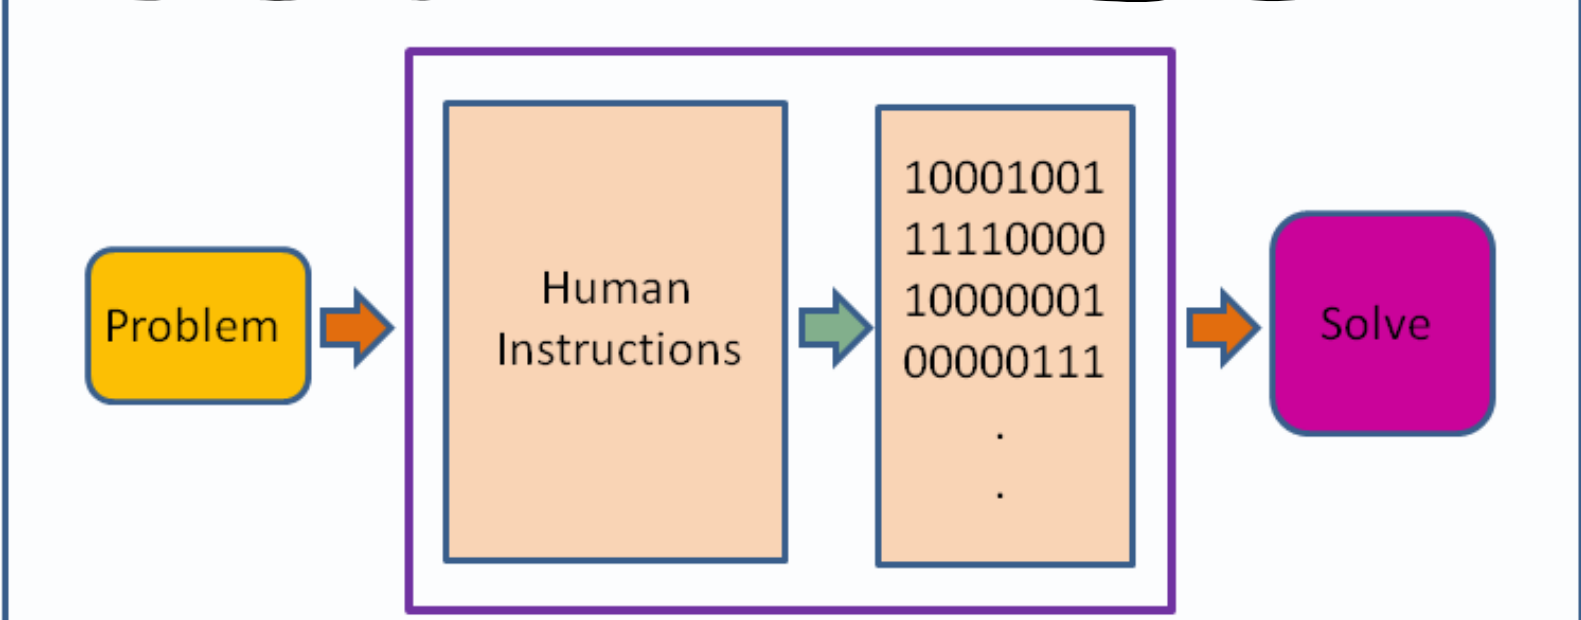 Problem
Human
Instructions
10001001
11110000
10000001
00000111
.
.
Solve